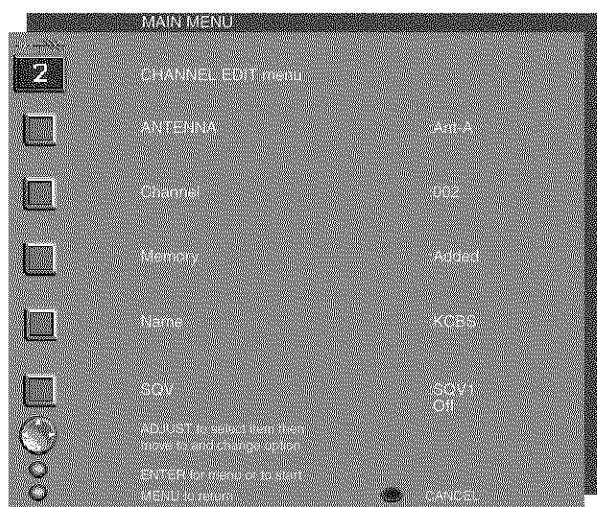 MAIN MENU
2 CHANNEL EDIT menu
ANTENNA Ant-A
Channel 002
Memory Added
Name KCBS
SQV SQV1
Off
ADJUST to select item then
move to and change option
ENTER for menu or to start
MENU to return CANCEL